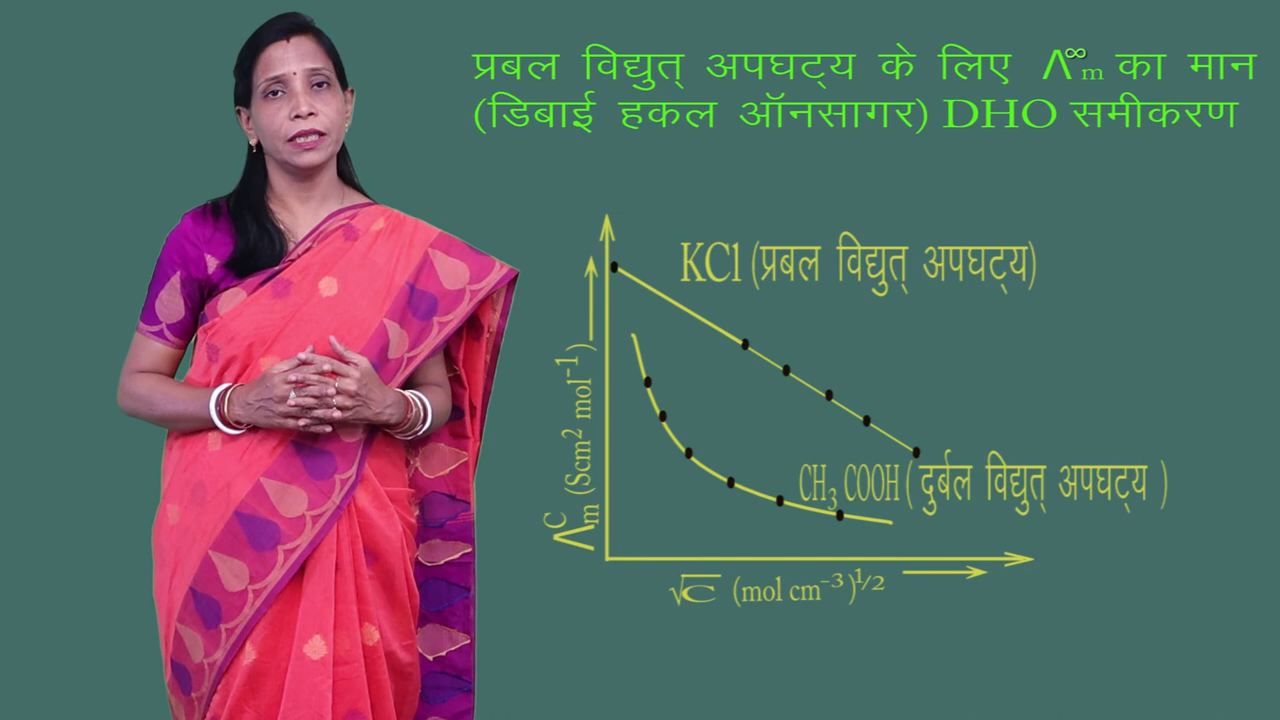 प्रबल विद्युत् अपघट्य के लिए Λ∞m का मान
(डिबाई हकल ऑनसागर) DHO समीकरण
KCl (प्रबल विद्युत् अपघट्य)
CH₃ COOH ( दुर्बल विद्युत् अपघट्य )
Λᶜm (Scm² mol⁻¹)
√C (mol cm⁻³)^1/2